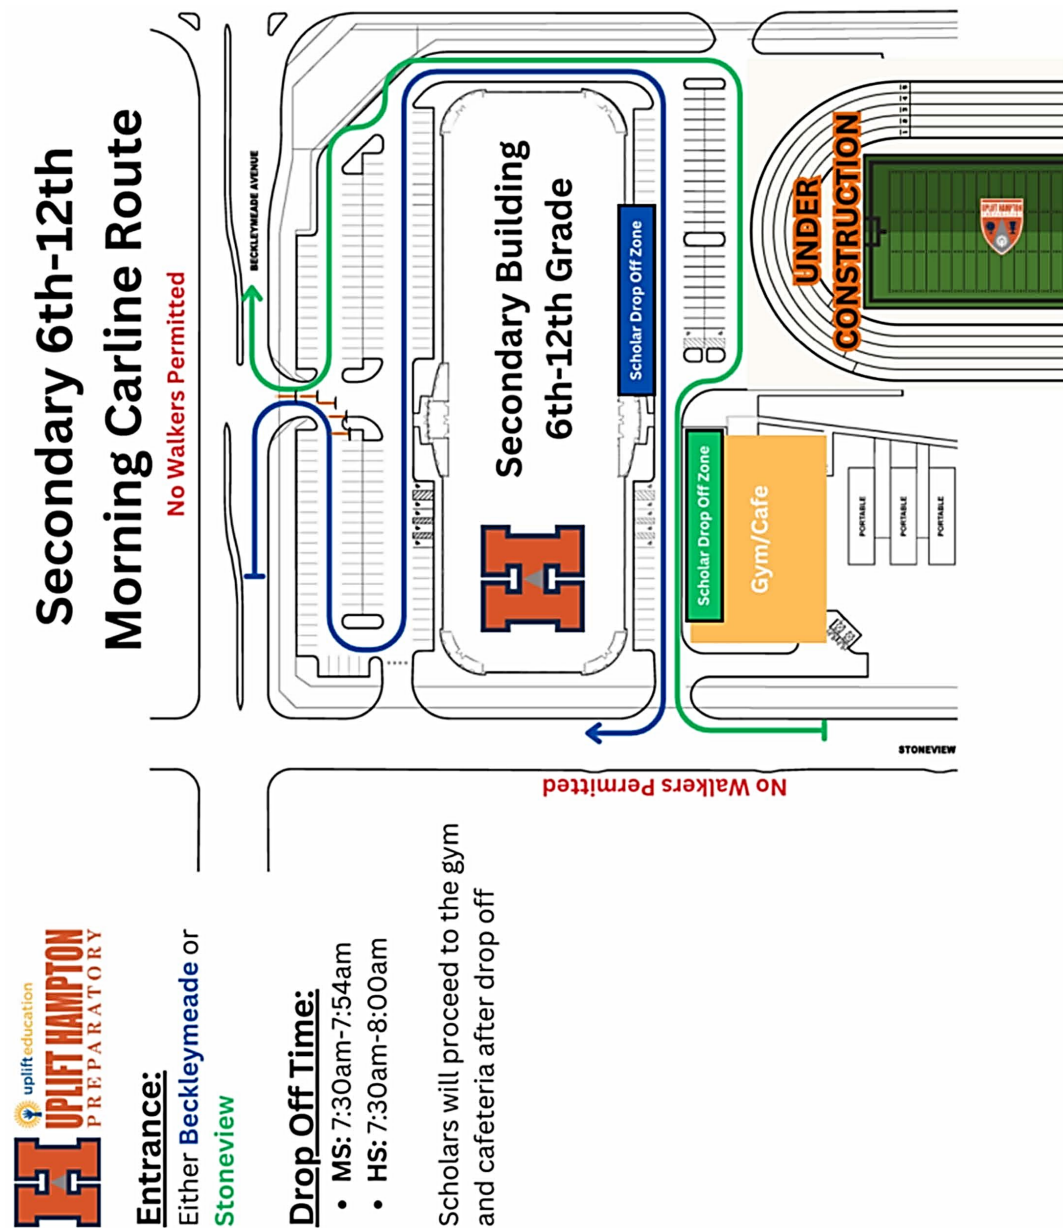 uplifteducation
UPLIFT HAMPTON
PREPARATORY
Secondary 6th-12th
Morning Carline Route
No Walkers Permitted
Entrance:
Either Beckleymeade or
Stoneview
Drop Off Time:
• MS: 7:30am-7:54am
• HS: 7:30am-8:00am
Scholars will proceed to the gym
and cafeteria after drop off
BECKLEYMEADE AVENUE
Secondary Building
6th-12th Grade
Scholar Drop Off Zone
Scholar Drop Off Zone
Gym/Cafe
UNDER
CONSTRUCTION
UPLIFT HAMPTON
PORTABLE
PORTABLE
PORTABLE
STONEVIEW
No Walkers Permitted